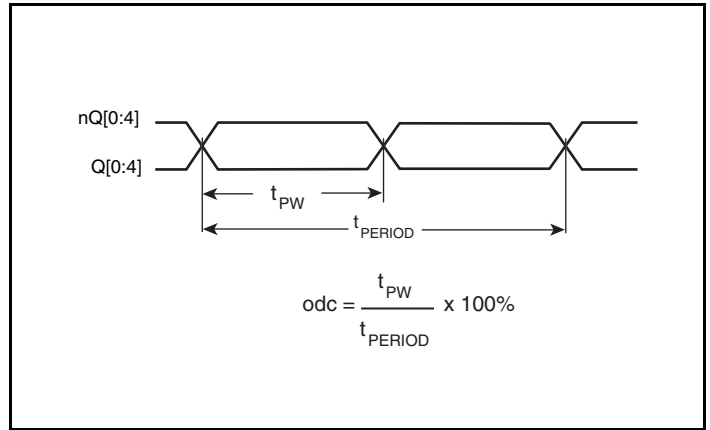 nQ[0:4]
Q[0:4]
tPW
tPERIOD
odc = tPW / tPERIOD x 100%